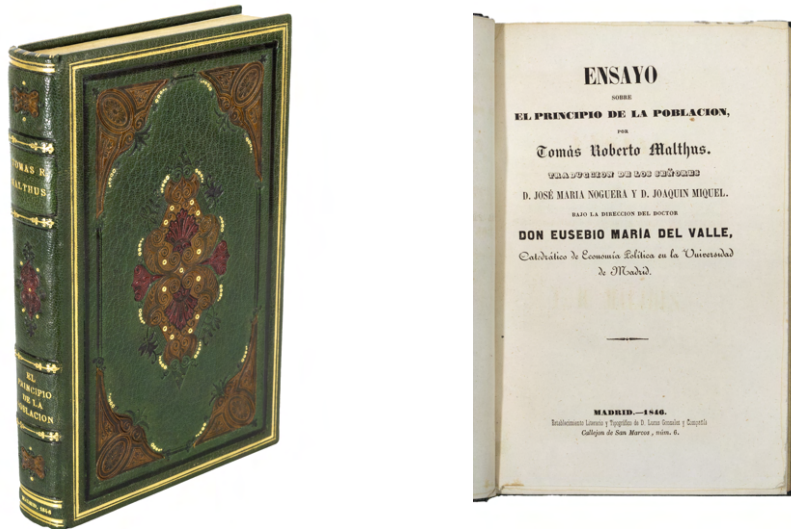 TOMAS R.
MALTHUS
EL
PRINCIPIO
DE LA
POBLACION
MADRID, 1846
ENSAYO
SOBRE
EL PRINCIPIO DE LA POBLACION,
POR
Tomás Roberto Malthus.
TRADUCCION DE LOS SEÑORES
D. JOSÉ MARIA NOGUERA Y D. JOAQUIN MIQUEL.
BAJO LA DIRECCION DEL DOCTOR
DON EUSEBIO MARÍA DEL VALLE,
Catedrático de Economía Política en la Universidad
de Madrid.
MADRID.—1846.
Establecimiento Literario y Tipográfico de D. Lucas Gonzalez y Compañía
Callejon de San Marcos, núm. 6.